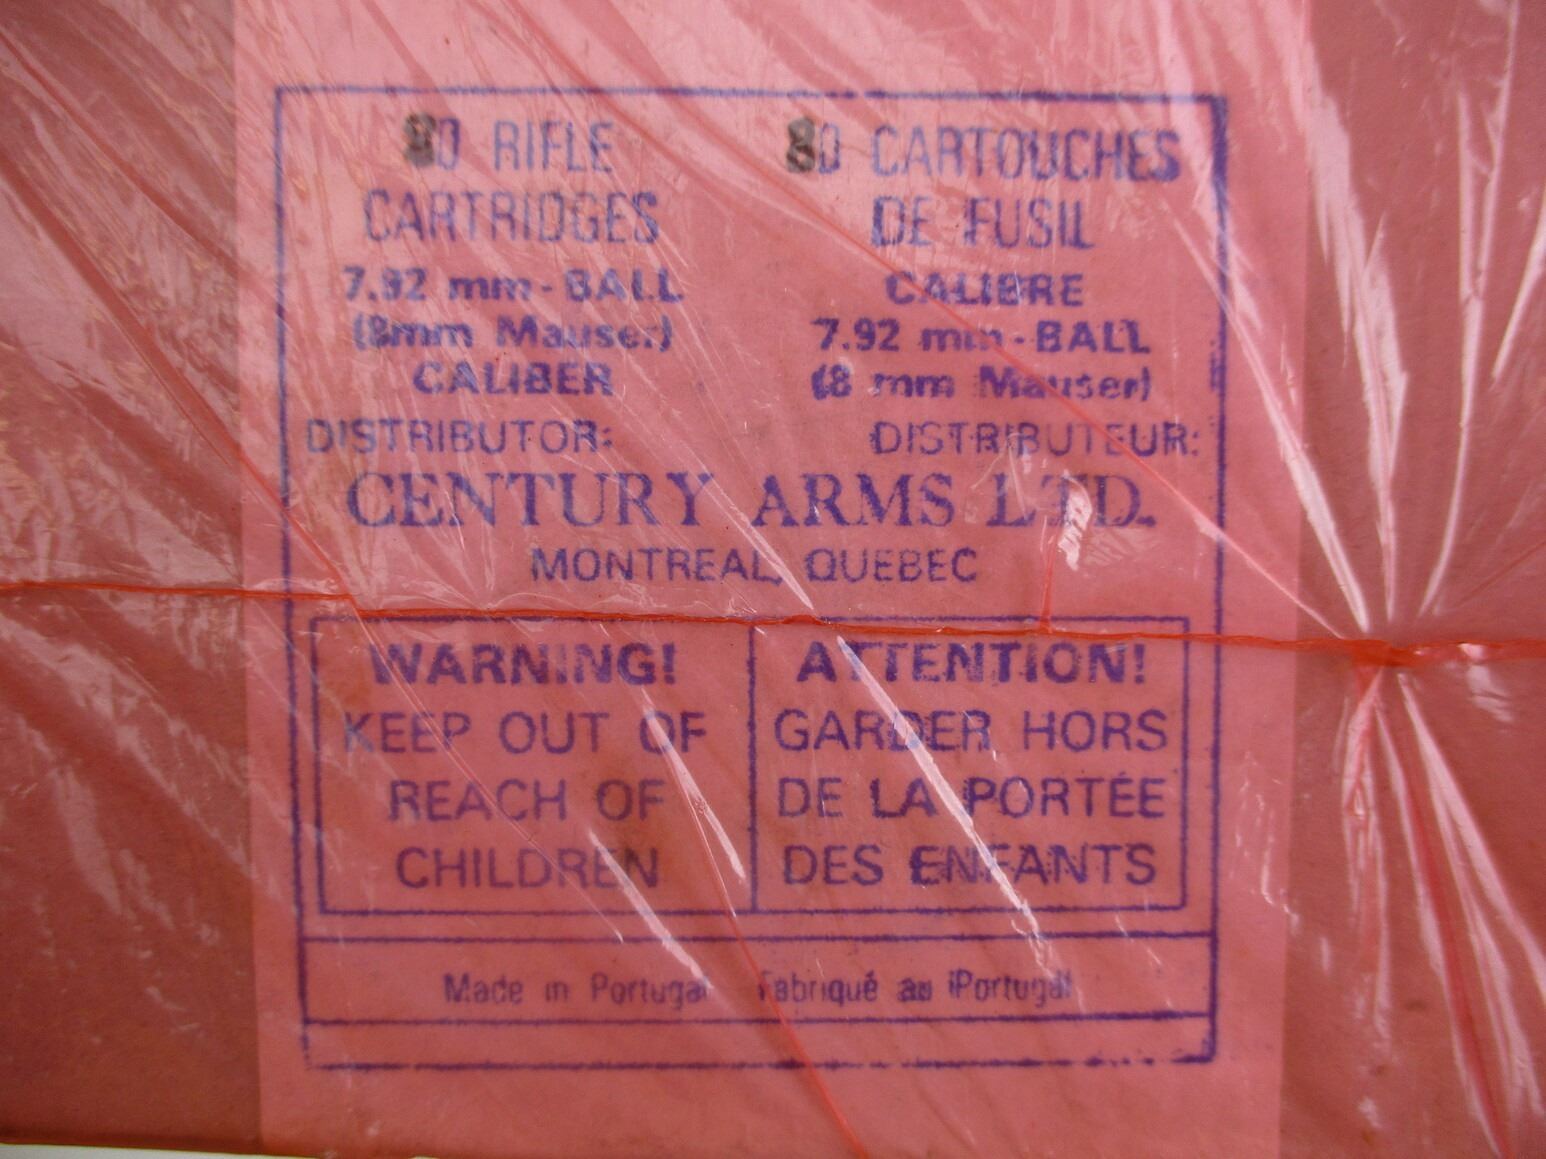 80 RIFLE
CARTRIDGES
7.92 mm - BALL
(8mm Mauser)
CALIBER
DISTRIBUTOR:
80 CARTOUCHES
DE FUSIL
CALIBRE
7.92 mm - BALL
(8 mm Mauser)
DISTRIBUTEUR:
CENTURY ARMS LTD.
MONTREAL, QUEBEC
WARNING!
KEEP OUT OF
REACH OF
CHILDREN
ATTENTION!
GARDER HORS
DE LA PORTÉE
DES ENFANTS
Made in Portugal Fabriqué au Portugal